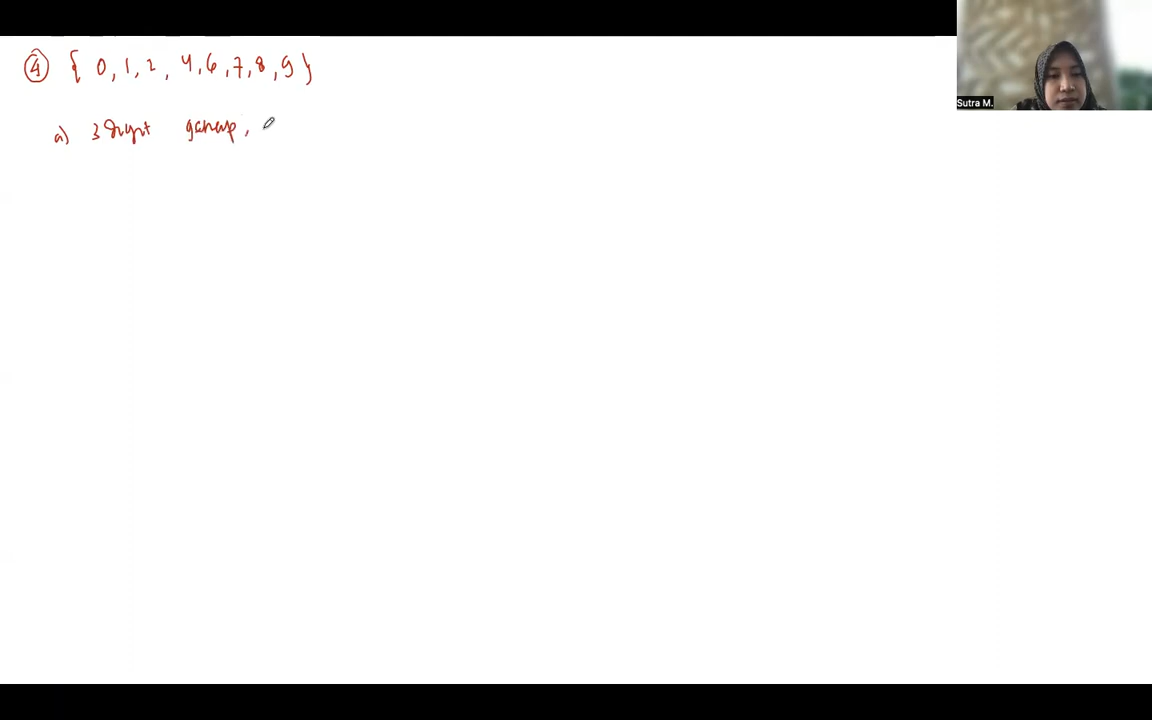 ④ { 0, 1, 2, 4, 6, 7, 8, 9 }
a) 3 digit genap,
Sutra M.